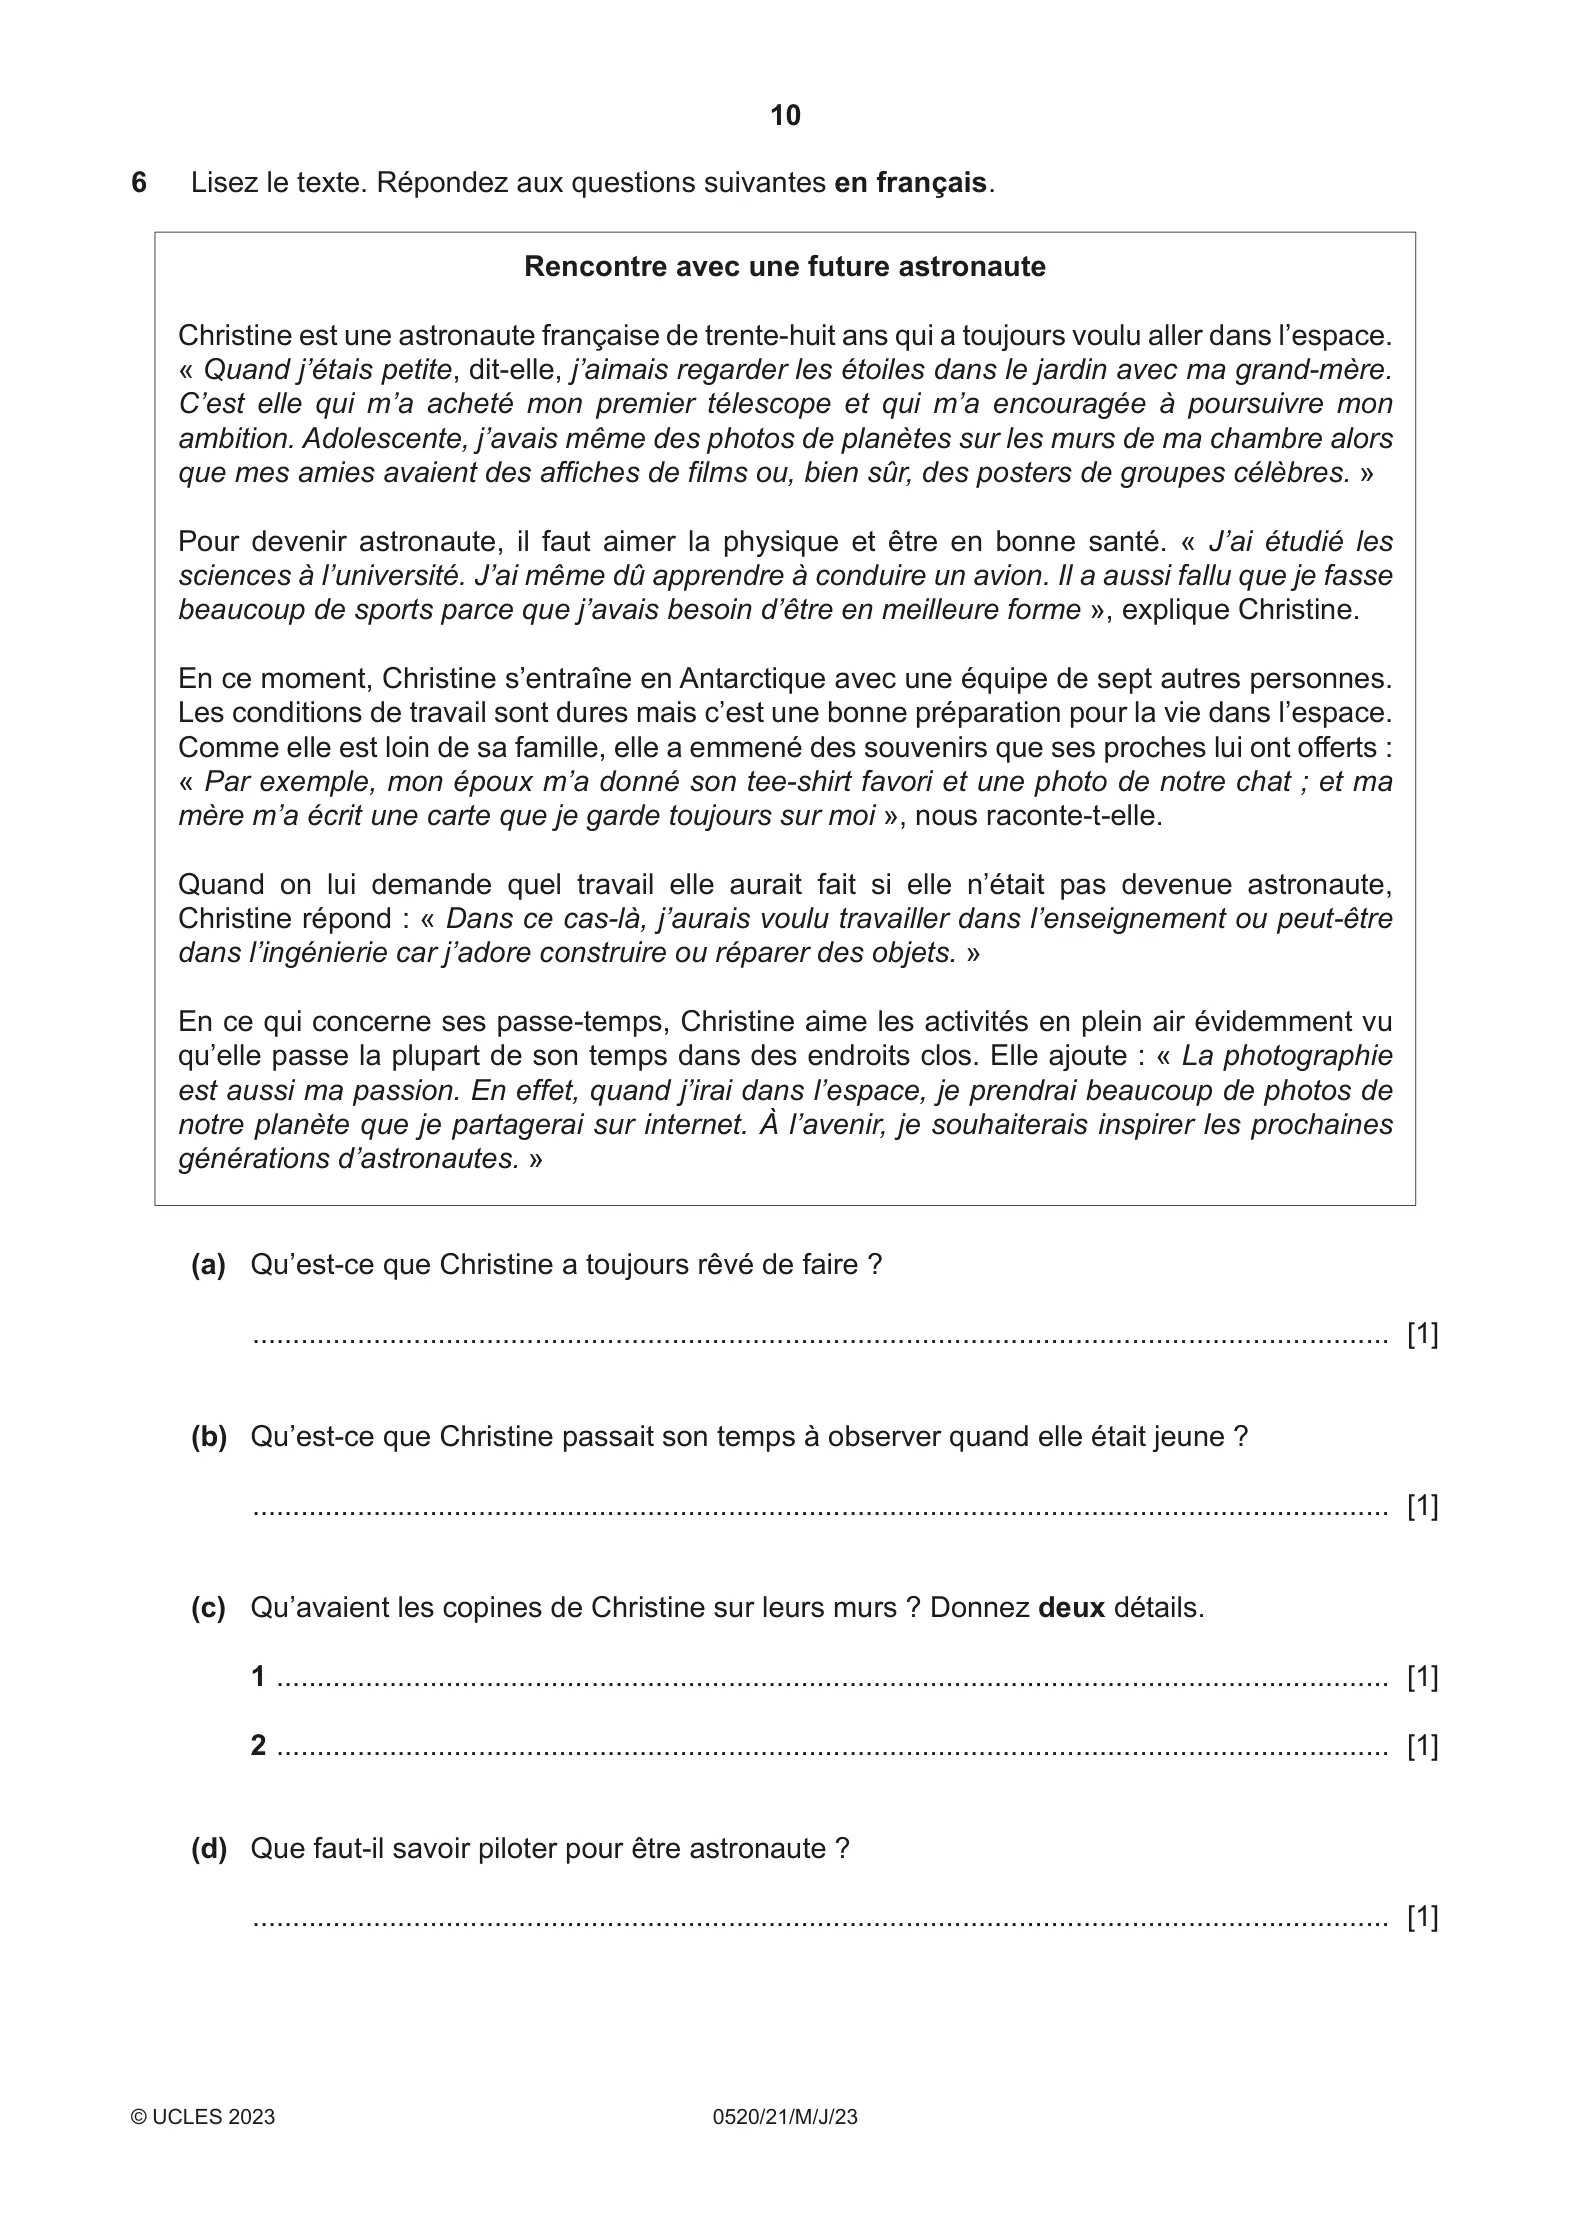 10
6 Lisez le texte. Répondez aux questions suivantes en français.
Rencontre avec une future astronaute
Christine est une astronaute française de trente-huit ans qui a toujours voulu aller dans l’espace.
« Quand j’étais petite, dit-elle, j’aimais regarder les étoiles dans le jardin avec ma grand-mère.
C’est elle qui m’a acheté mon premier télescope et qui m’a encouragée à poursuivre mon
ambition. Adolescente, j’avais même des photos de planètes sur les murs de ma chambre alors
que mes amies avaient des affiches de films ou, bien sûr, des posters de groupes célèbres. »
Pour devenir astronaute, il faut aimer la physique et être en bonne santé. « J’ai étudié les
sciences à l’université. J’ai même dû apprendre à conduire un avion. Il a aussi fallu que je fasse
beaucoup de sports parce que j’avais besoin d’être en meilleure forme », explique Christine.
En ce moment, Christine s’entraîne en Antarctique avec une équipe de sept autres personnes.
Les conditions de travail sont dures mais c’est une bonne préparation pour la vie dans l’espace.
Comme elle est loin de sa famille, elle a emmené des souvenirs que ses proches lui ont offerts :
« Par exemple, mon époux m’a donné son tee-shirt favori et une photo de notre chat ; et ma
mère m’a écrit une carte que je garde toujours sur moi », nous raconte-t-elle.
Quand on lui demande quel travail elle aurait fait si elle n’était pas devenue astronaute,
Christine répond : « Dans ce cas-là, j’aurais voulu travailler dans l’enseignement ou peut-être
dans l’ingénierie car j’adore construire ou réparer des objets. »
En ce qui concerne ses passe-temps, Christine aime les activités en plein air évidemment vu
qu’elle passe la plupart de son temps dans des endroits clos. Elle ajoute : « La photographie
est aussi ma passion. En effet, quand j’irai dans l’espace, je prendrai beaucoup de photos de
notre planète que je partagerai sur internet. À l’avenir, je souhaiterais inspirer les prochaines
générations d’astronautes. »
(a) Qu’est-ce que Christine a toujours rêvé de faire ?
[1]
(b) Qu’est-ce que Christine passait son temps à observer quand elle était jeune ?
[1]
(c) Qu’avaient les copines de Christine sur leurs murs ? Donnez deux détails.
1 [1]
2 [1]
(d) Que faut-il savoir piloter pour être astronaute ?
[1]
© UCLES 2023 0520/21/M/J/23